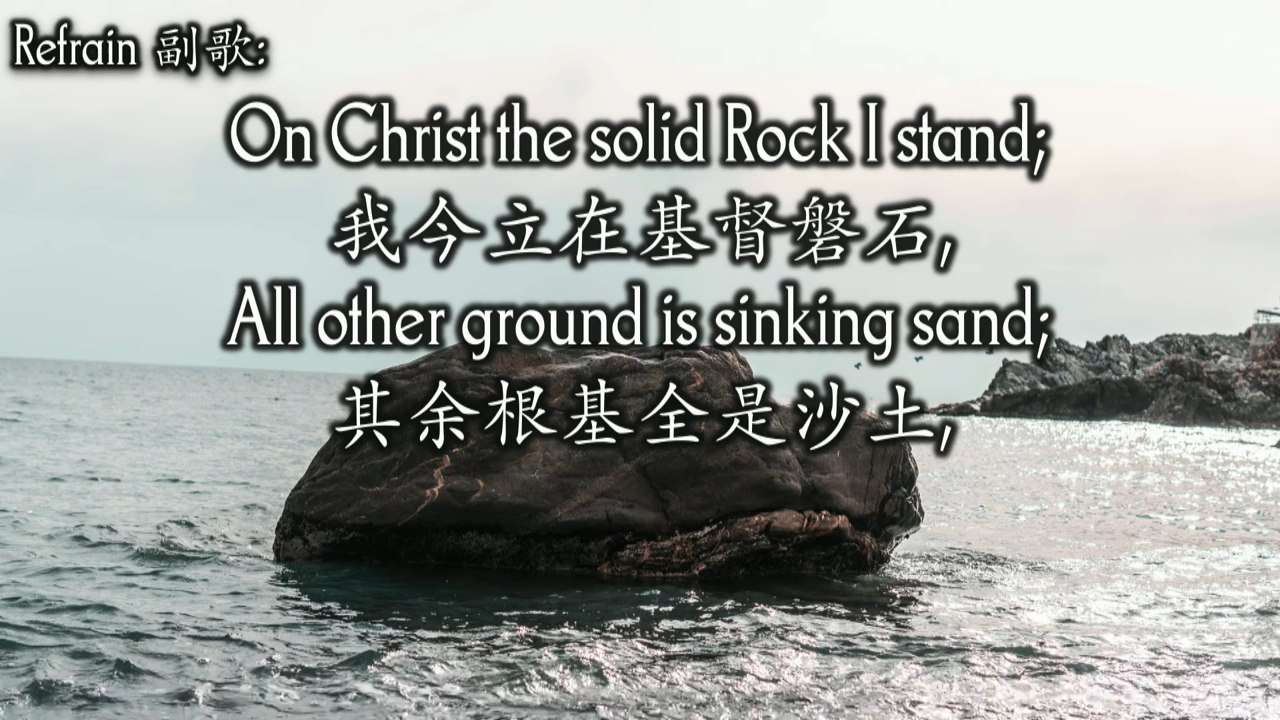 Refrain 副歌:
On Christ the solid Rock I stand;
我今立在基督磐石,
All other ground is sinking sand;
其余根基全是沙土,